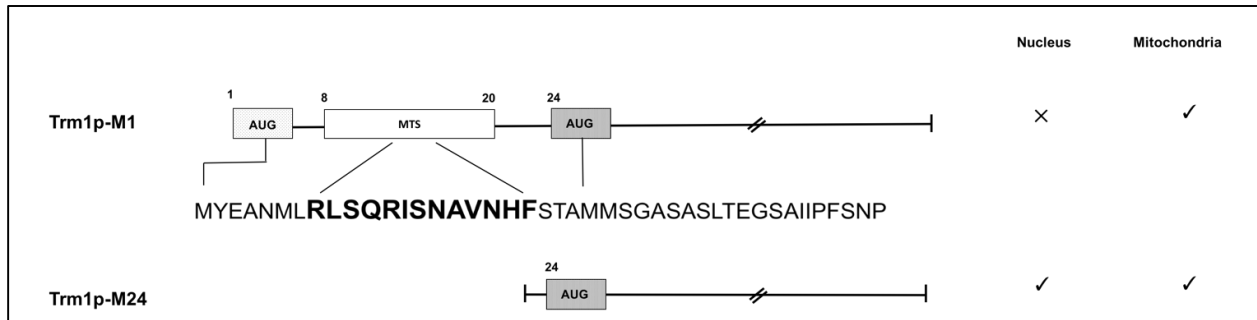 Nucleus Mitochondria
1 8 20 24
Trm1p-M1 AUG MTS AUG × ✓
MYEANMLRLSQRISNAVNHFSTAMMSGASASLTEGSAIIPFSNP
24
Trm1p-M24 AUG ✓ ✓